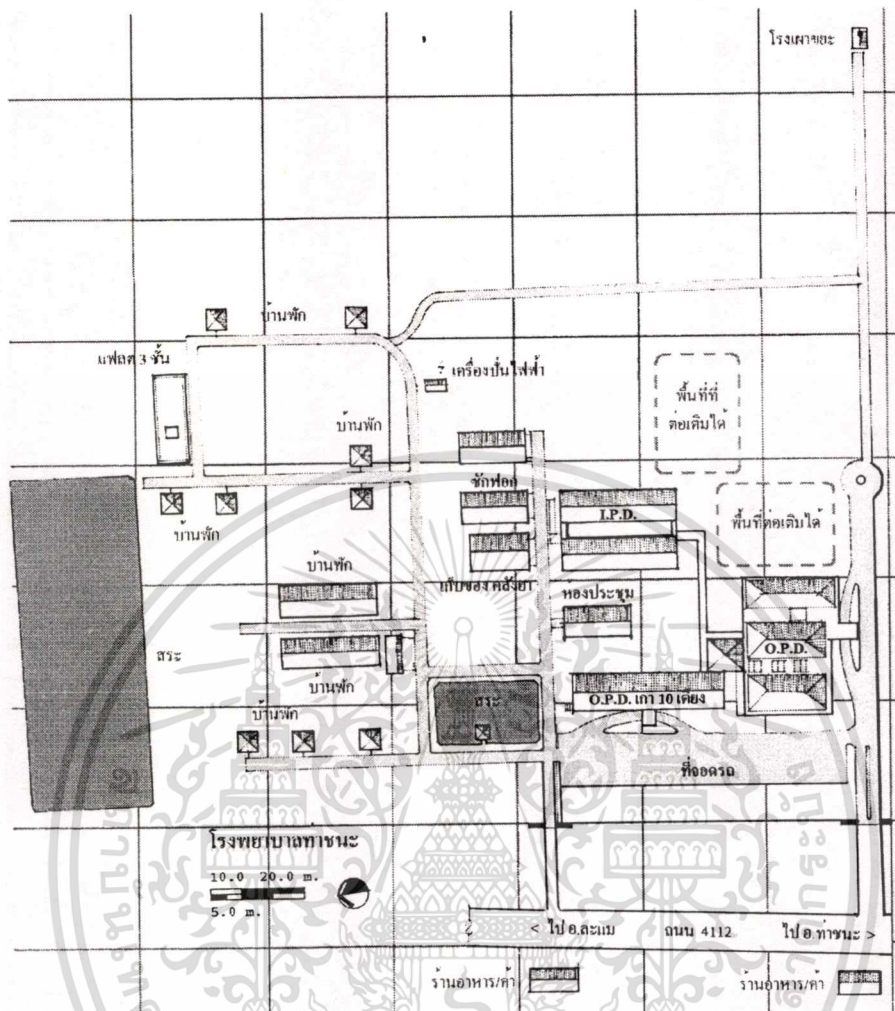 โรงเผาขยะ
บ้านพัก
แฟลต 3 ชั้น
เครื่องปั่นไฟฟ้า
พื้นที่ที่
ต่อเติมได้
บ้านพัก
ซักฟอก
I.P.D.
พื้นที่ต่อเติมได้
บ้านพัก
บ้านพัก
เก็บของ คลังยา
ห้องประชุม
สระ
O.P.D.
บ้านพัก
สระ
O.P.D. เก่า 10 เตียง
บ้านพัก
ที่จอดรถ
โรงพยาบาลท่าชนะ
10.0 20.0 m.
5.0 m.
< ไป อ.ละแม ถนน 4112 ไป อ.ท่าชนะ >
ร้านอาหาร/ค้า ร้านอาหาร/ค้า